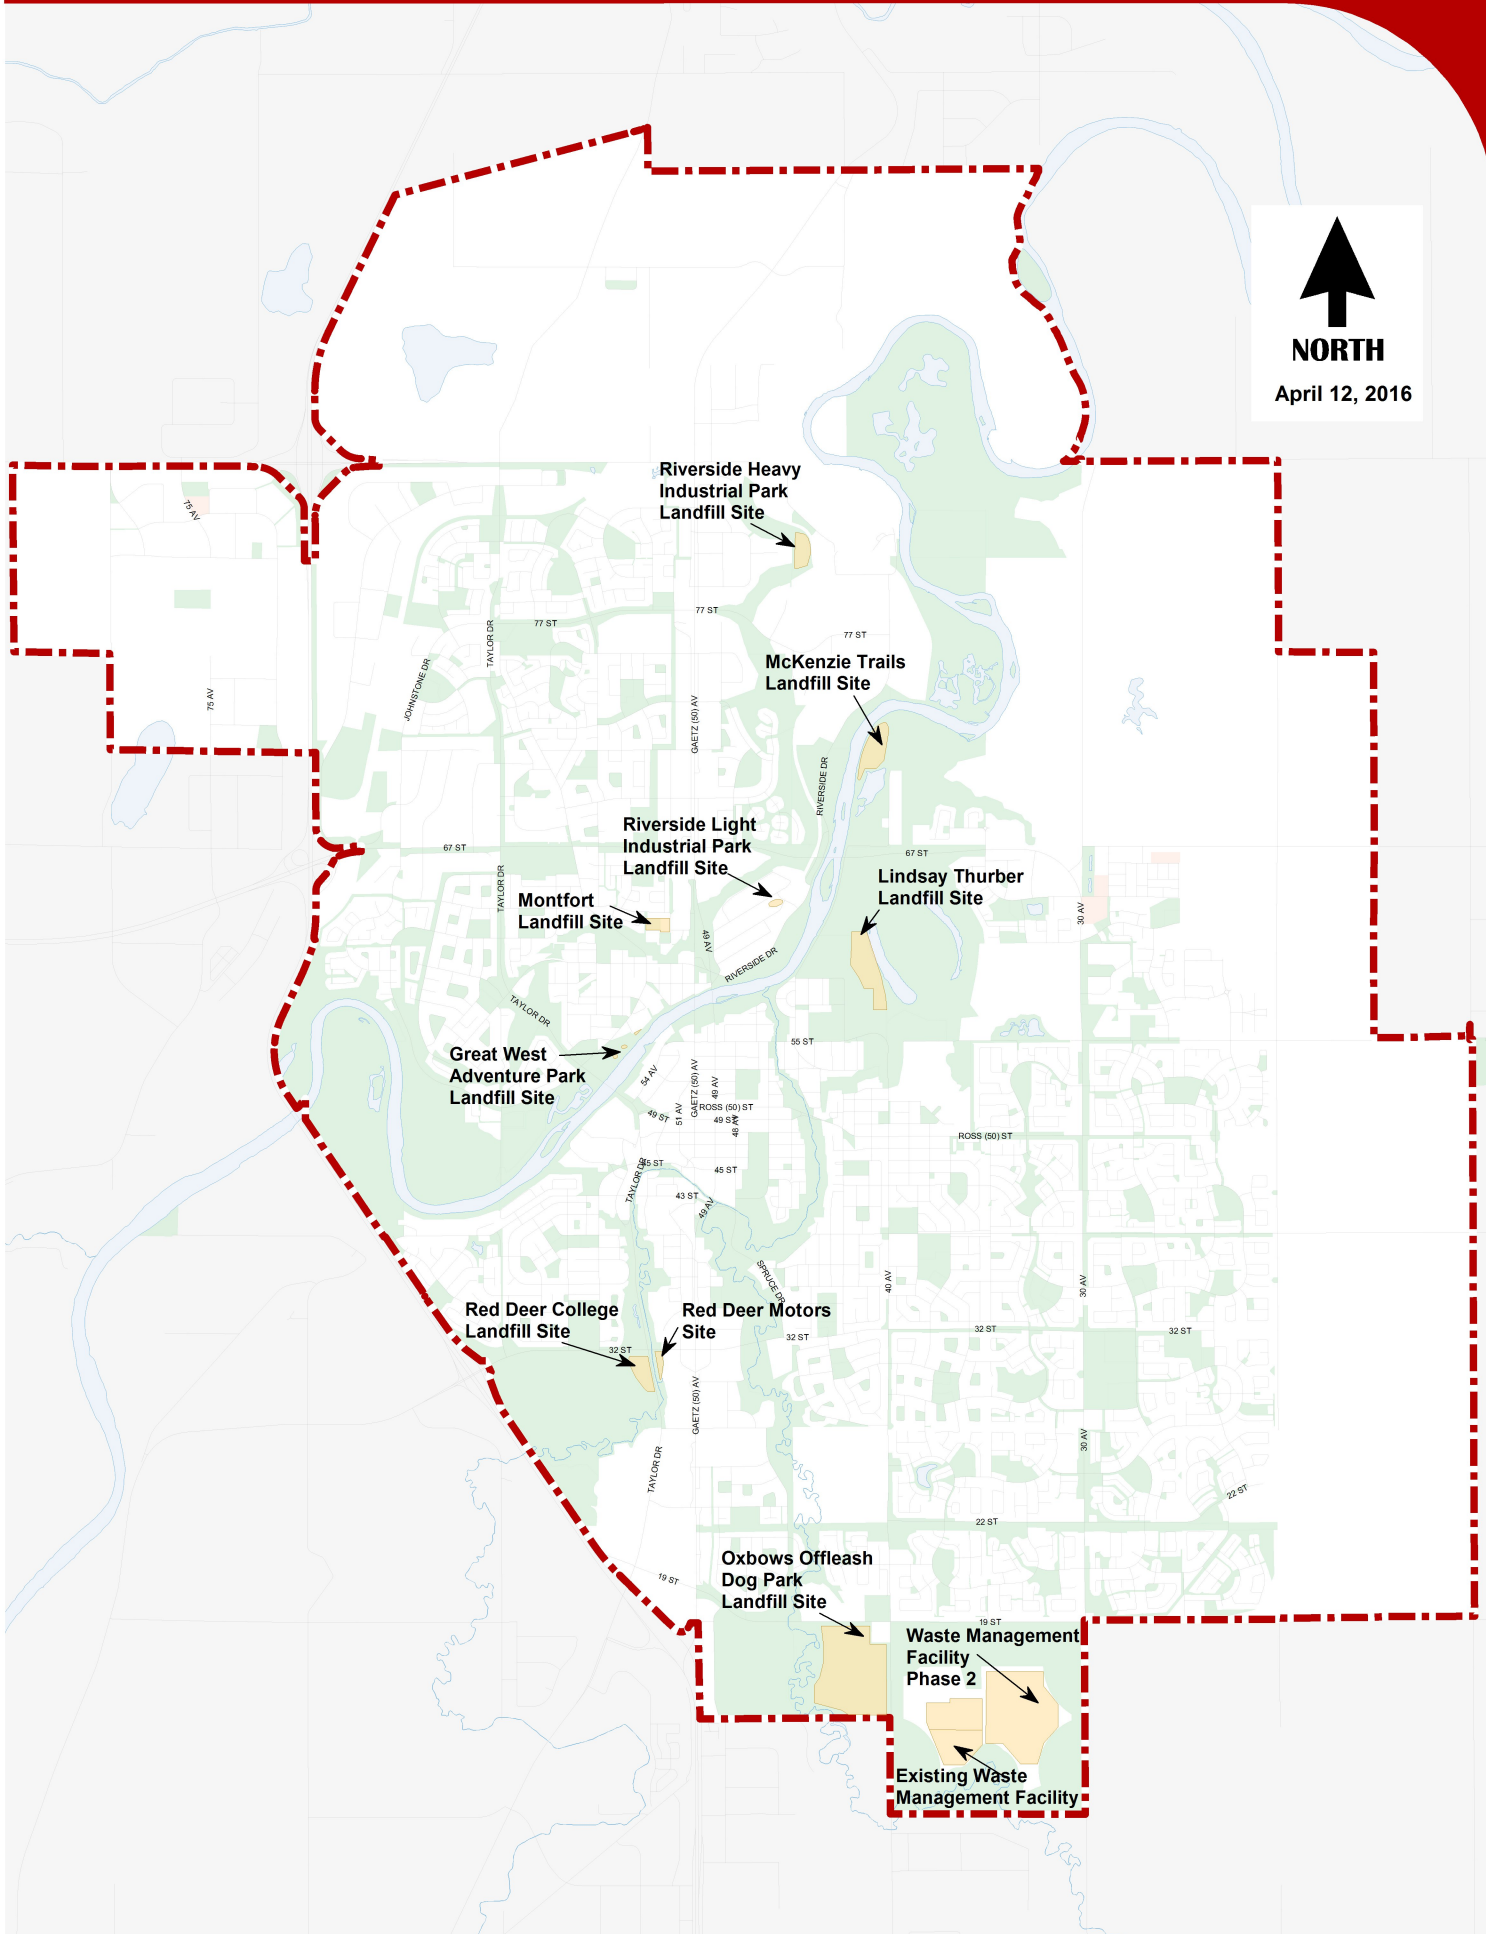 NORTH
April 12, 2016
Riverside Heavy
Industrial Park
Landfill Site
75 AV
77 ST
77 ST
77 ST
TAYLOR DR
JOHNSTONE DR
75 AV
McKenzie Trails
Landfill Site
GAETZ (50) AV
RIVERSIDE DR
Riverside Light
Industrial Park
Landfill Site
67 ST
67 ST
Lindsay Thurber
Landfill Site
TAYLOR DR
Montfort
Landfill Site
30 AV
49 AV
RIVERSIDE DR
TAYLOR DR
55 ST
Great West
Adventure Park
Landfill Site
54 AV
GAETZ (50) AV
49 AV
51 AV
ROSS (50) ST
49 ST
49 ST
48 AV
ROSS (50) ST
45 ST
45 ST
TAYLOR DR
43 ST
49 AV
SPRUCE DR
40 AV
30 AV
Red Deer College
Landfill Site
Red Deer Motors
Site
32 ST
32 ST
32 ST
32 ST
GAETZ (50) AV
30 AV
TAYLOR DR
22 ST
22 ST
19 ST
Oxbows Offleash
Dog Park
Landfill Site
19 ST
Waste Management
Facility
Phase 2
Existing Waste
Management Facility